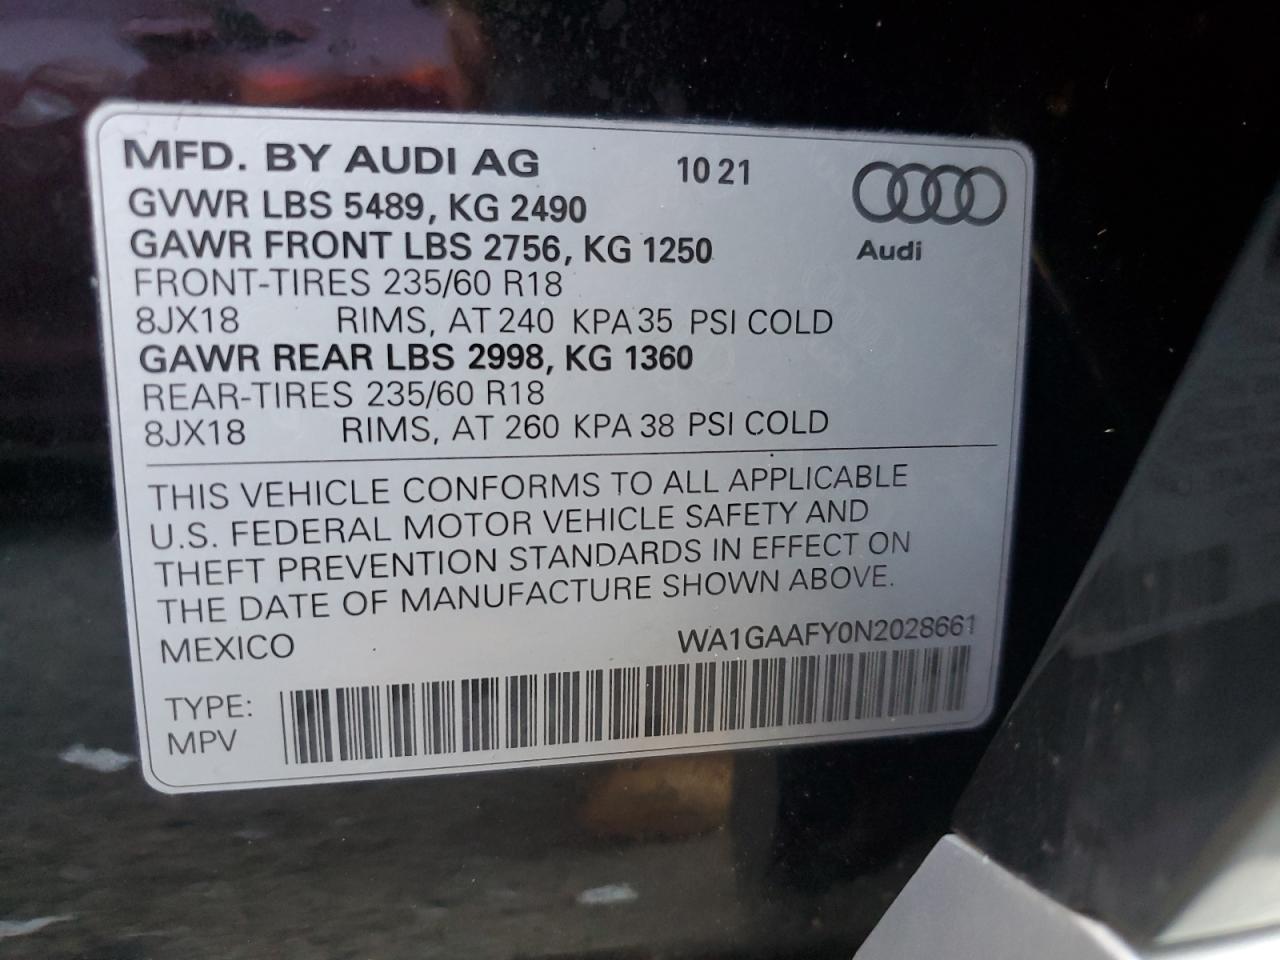 MFD. BY AUDI AG 10 21
GVWR LBS 5489, KG 2490
GAWR FRONT LBS 2756, KG 1250
Audi
FRONT-TIRES 235/60 R18
8JX18 RIMS, AT 240 KPA 35 PSI COLD
GAWR REAR LBS 2998, KG 1360
REAR-TIRES 235/60 R18
8JX18 RIMS, AT 260 KPA 38 PSI COLD
THIS VEHICLE CONFORMS TO ALL APPLICABLE
U.S. FEDERAL MOTOR VEHICLE SAFETY AND
THEFT PREVENTION STANDARDS IN EFFECT ON
THE DATE OF MANUFACTURE SHOWN ABOVE.
MEXICO WA1GAAFY0N2028661
TYPE:
MPV